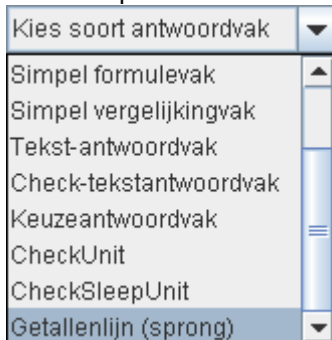 Kies soort antwoordvak
Simpel formulevak
Simpel vergelijkingvak
Tekst-antwoordvak
Check-tekstantwoordvak
Keuzeantwoordvak
CheckUnit
CheckSleepUnit
Getallenlijn (sprong)